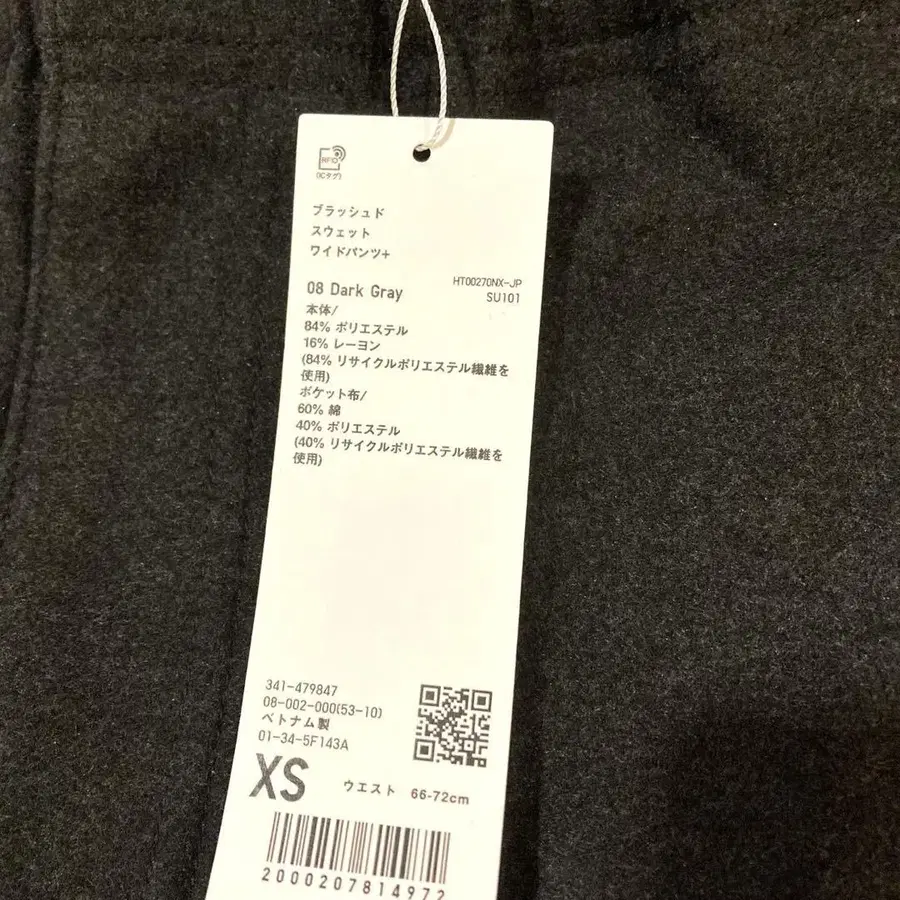 RFID
(ICタグ)
ブラッシュド
スウェット
ワイドパンツ+
08 Dark Gray
HT00270NX-JP
SU101
本体/
84% ポリエステル
16% レーヨン
(84% リサイクルポリエステル繊維を
使用)
ポケット布/
60% 綿
40% ポリエステル
(40% リサイクルポリエステル繊維を
使用)
341-479847
08-002-000(53-10)
ベトナム製
01-34-5F143A
XS
ウエスト 66-72cm
2000207814972